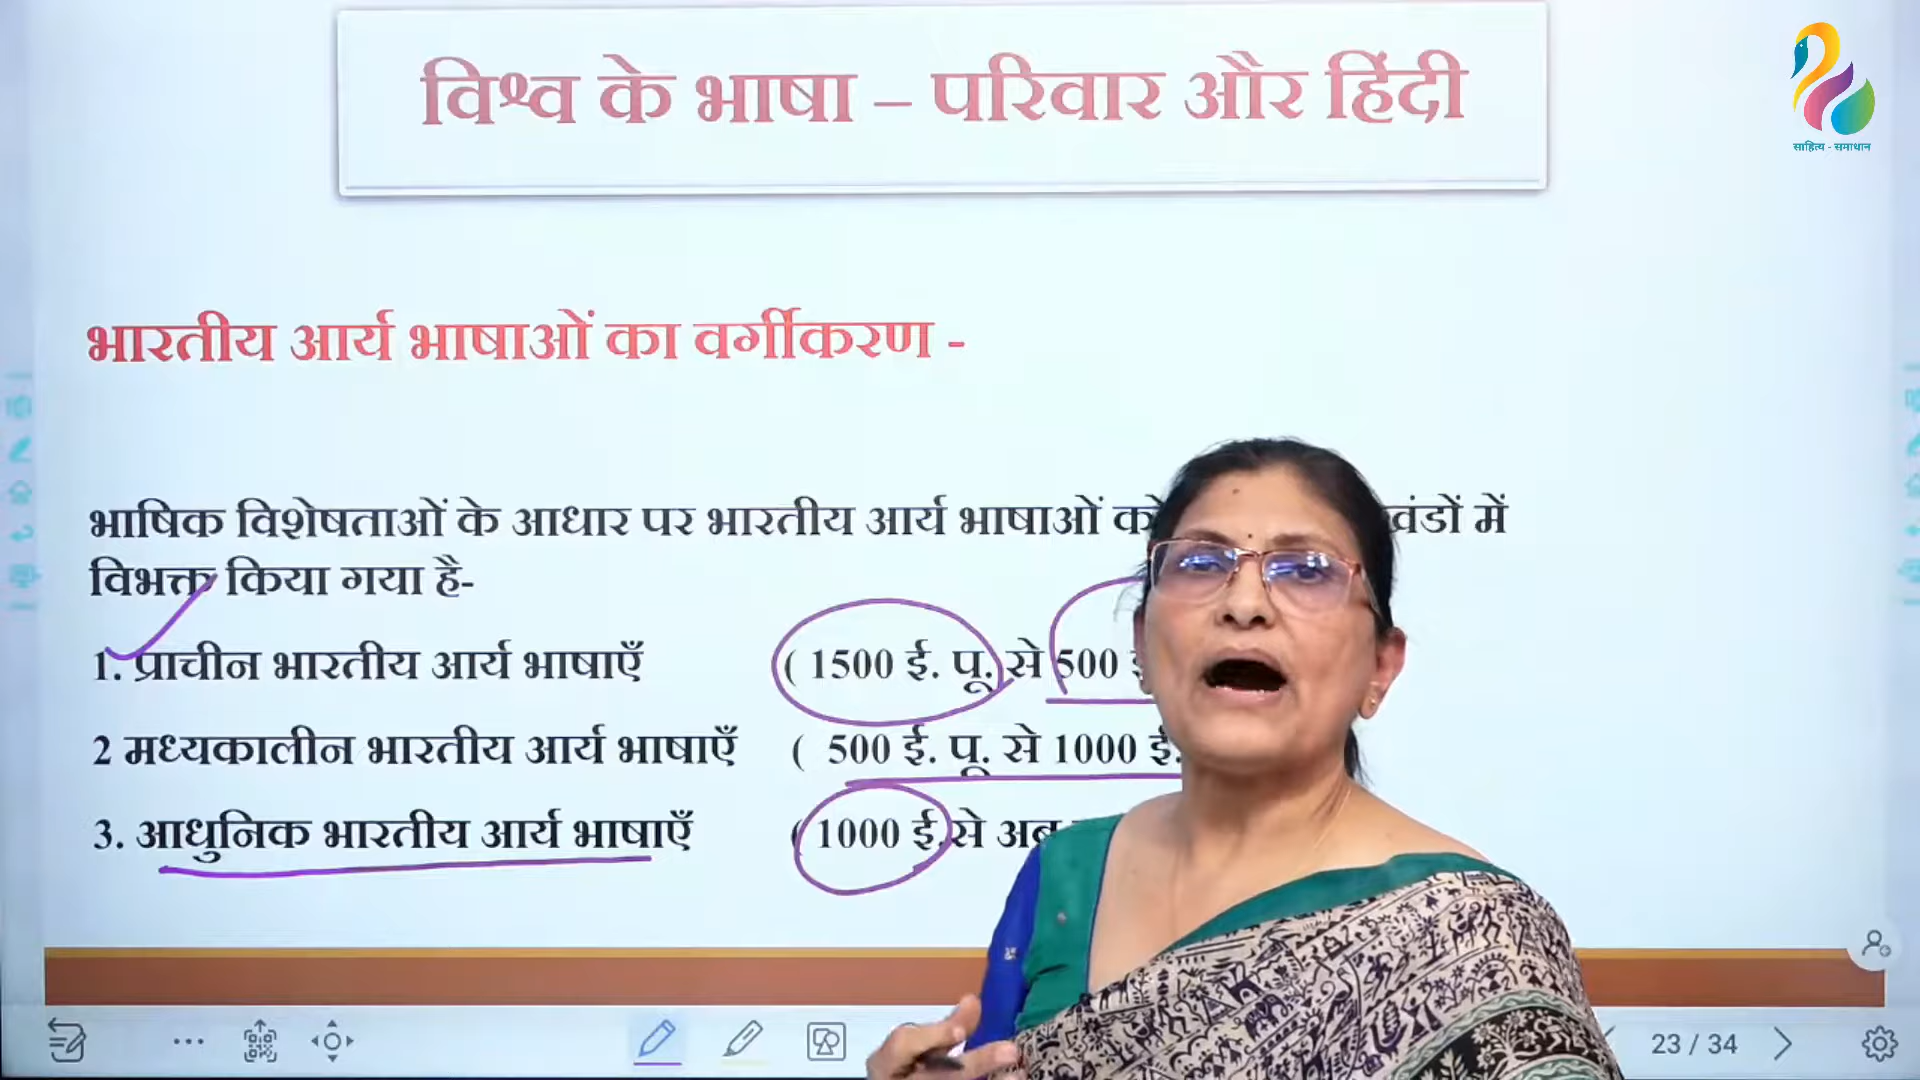 विश्व के भाषा – परिवार और हिंदी
साहित्य - समाधान
भारतीय आर्य भाषाओं का वर्गीकरण -
भाषिक विशेषताओं के आधार पर भारतीय आर्य भाषाओं में
विभक्त किया गया है-
1. प्राचीन भारतीय आर्य भाषाएँ ( 1500 ई. पू. से 500
2 मध्यकालीन भारतीय आर्य भाषाएँ ( 500 ई. पू. से 1000 ई.
3. आधुनिक भारतीय आर्य भाषाएँ ( 1000 ई. से
23 / 34